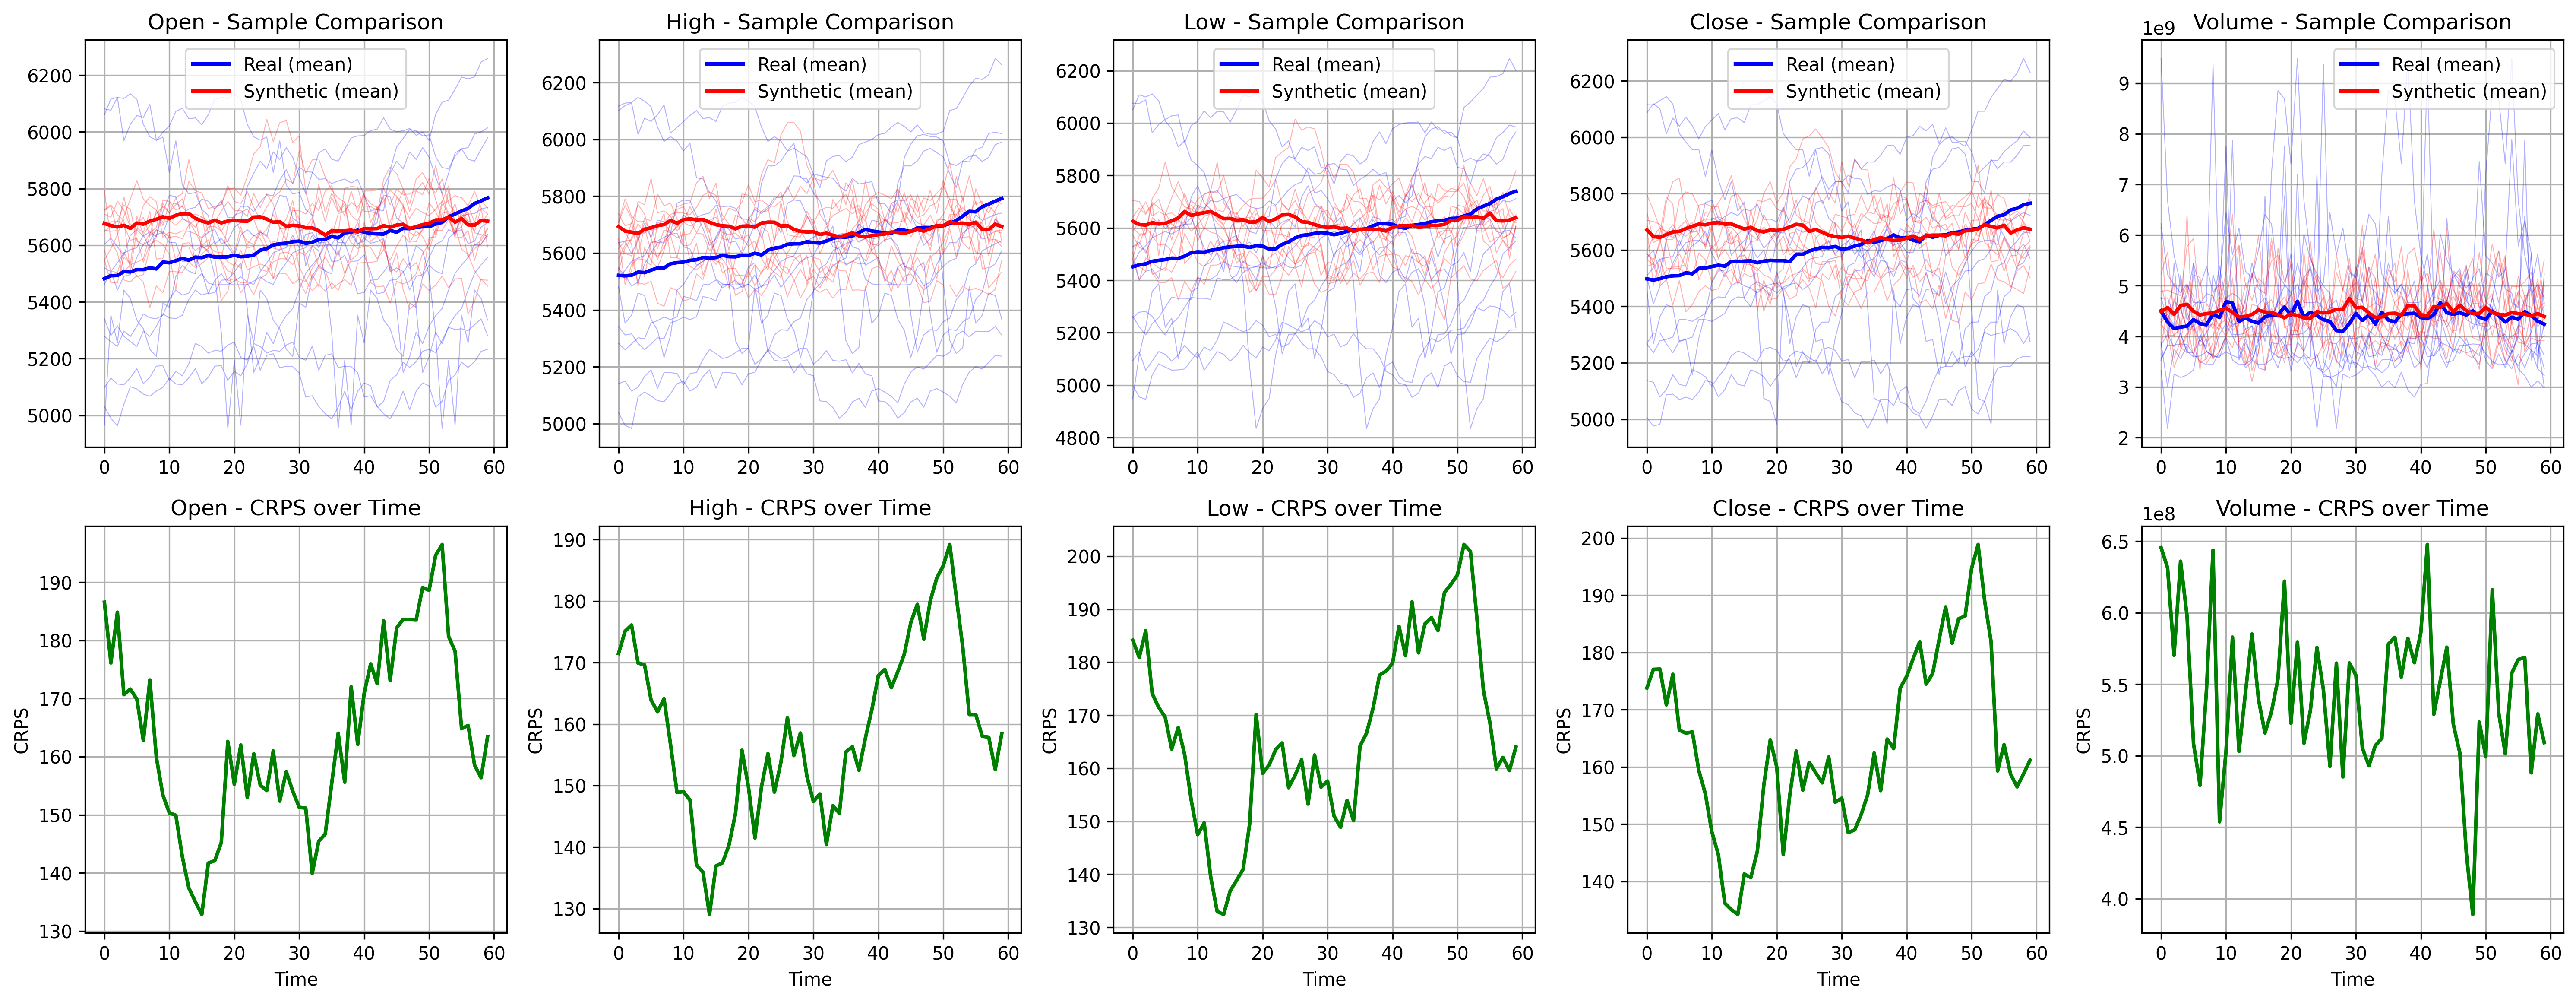 Open - Sample Comparison
Real (mean)
Synthetic (mean)
6200
6000
5800
5600
5400
5200
5000
0 10 20 30 40 50 60
High - Sample Comparison
Real (mean)
Synthetic (mean)
6200
6000
5800
5600
5400
5200
5000
0 10 20 30 40 50 60
Low - Sample Comparison
Real (mean)
Synthetic (mean)
6200
6000
5800
5600
5400
5200
5000
4800
0 10 20 30 40 50 60
Close - Sample Comparison
Real (mean)
Synthetic (mean)
6200
6000
5800
5600
5400
5200
5000
0 10 20 30 40 50 60
Volume - Sample Comparison
1e9
Real (mean)
Synthetic (mean)
9
8
7
6
5
4
3
2
0 10 20 30 40 50 60
Open - CRPS over Time
CRPS
190
180
170
160
150
140
130
0 10 20 30 40 50 60
Time
High - CRPS over Time
CRPS
190
180
170
160
150
140
130
0 10 20 30 40 50 60
Time
Low - CRPS over Time
CRPS
200
190
180
170
160
150
140
130
0 10 20 30 40 50 60
Time
Close - CRPS over Time
CRPS
200
190
180
170
160
150
140
0 10 20 30 40 50 60
Time
Volume - CRPS over Time
1e8
CRPS
6.5
6.0
5.5
5.0
4.5
4.0
0 10 20 30 40 50 60
Time